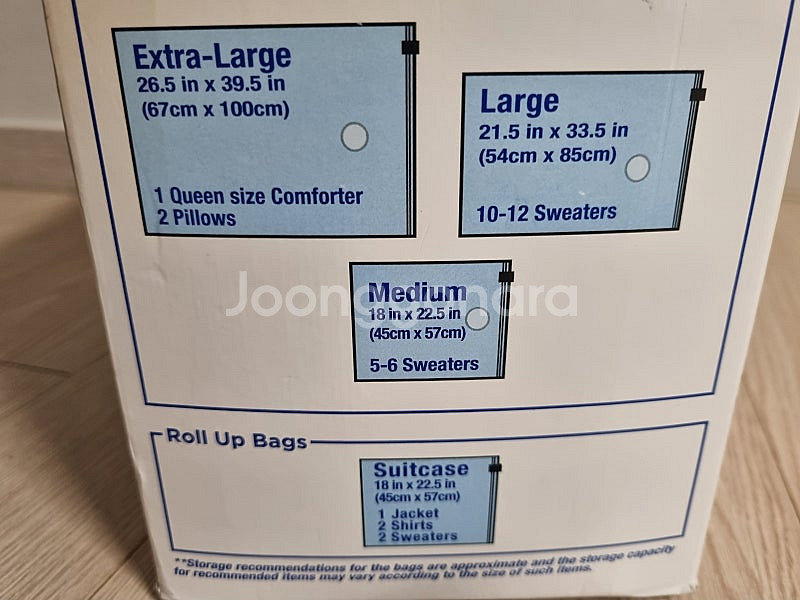 Extra-Large
26.5 in x 39.5 in
(67cm x 100cm)
1 Queen size Comforter
2 Pillows
Large
21.5 in x 33.5 in
(54cm x 85cm)
10-12 Sweaters
Medium
18 in x 22.5 in
(45cm x 57cm)
5-6 Sweaters
Joonggonara
Roll Up Bags
Suitcase
18 in x 22.5 in
(45cm x 57cm)
1 Jacket
2 Shirts
2 Sweaters
**Storage recommendations for the bags are approximate and the storage capacity
for recommended items may vary according to the size of such items.